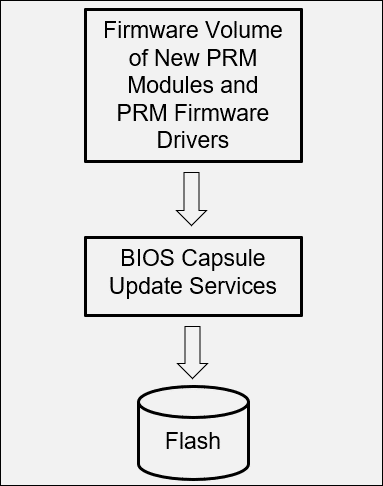 Firmware Volume
of New PRM
Modules and
PRM Firmware
Drivers
BIOS Capsule
Update Services
Flash